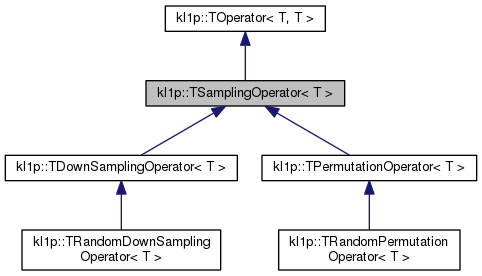 kl1p::TOperator< T, T >
kl1p::TSamplingOperator< T >
kl1p::TDownSamplingOperator< T >
kl1p::TPermutationOperator< T >
kl1p::TRandomDownSampling
Operator< T >
kl1p::TRandomPermutation
Operator< T >